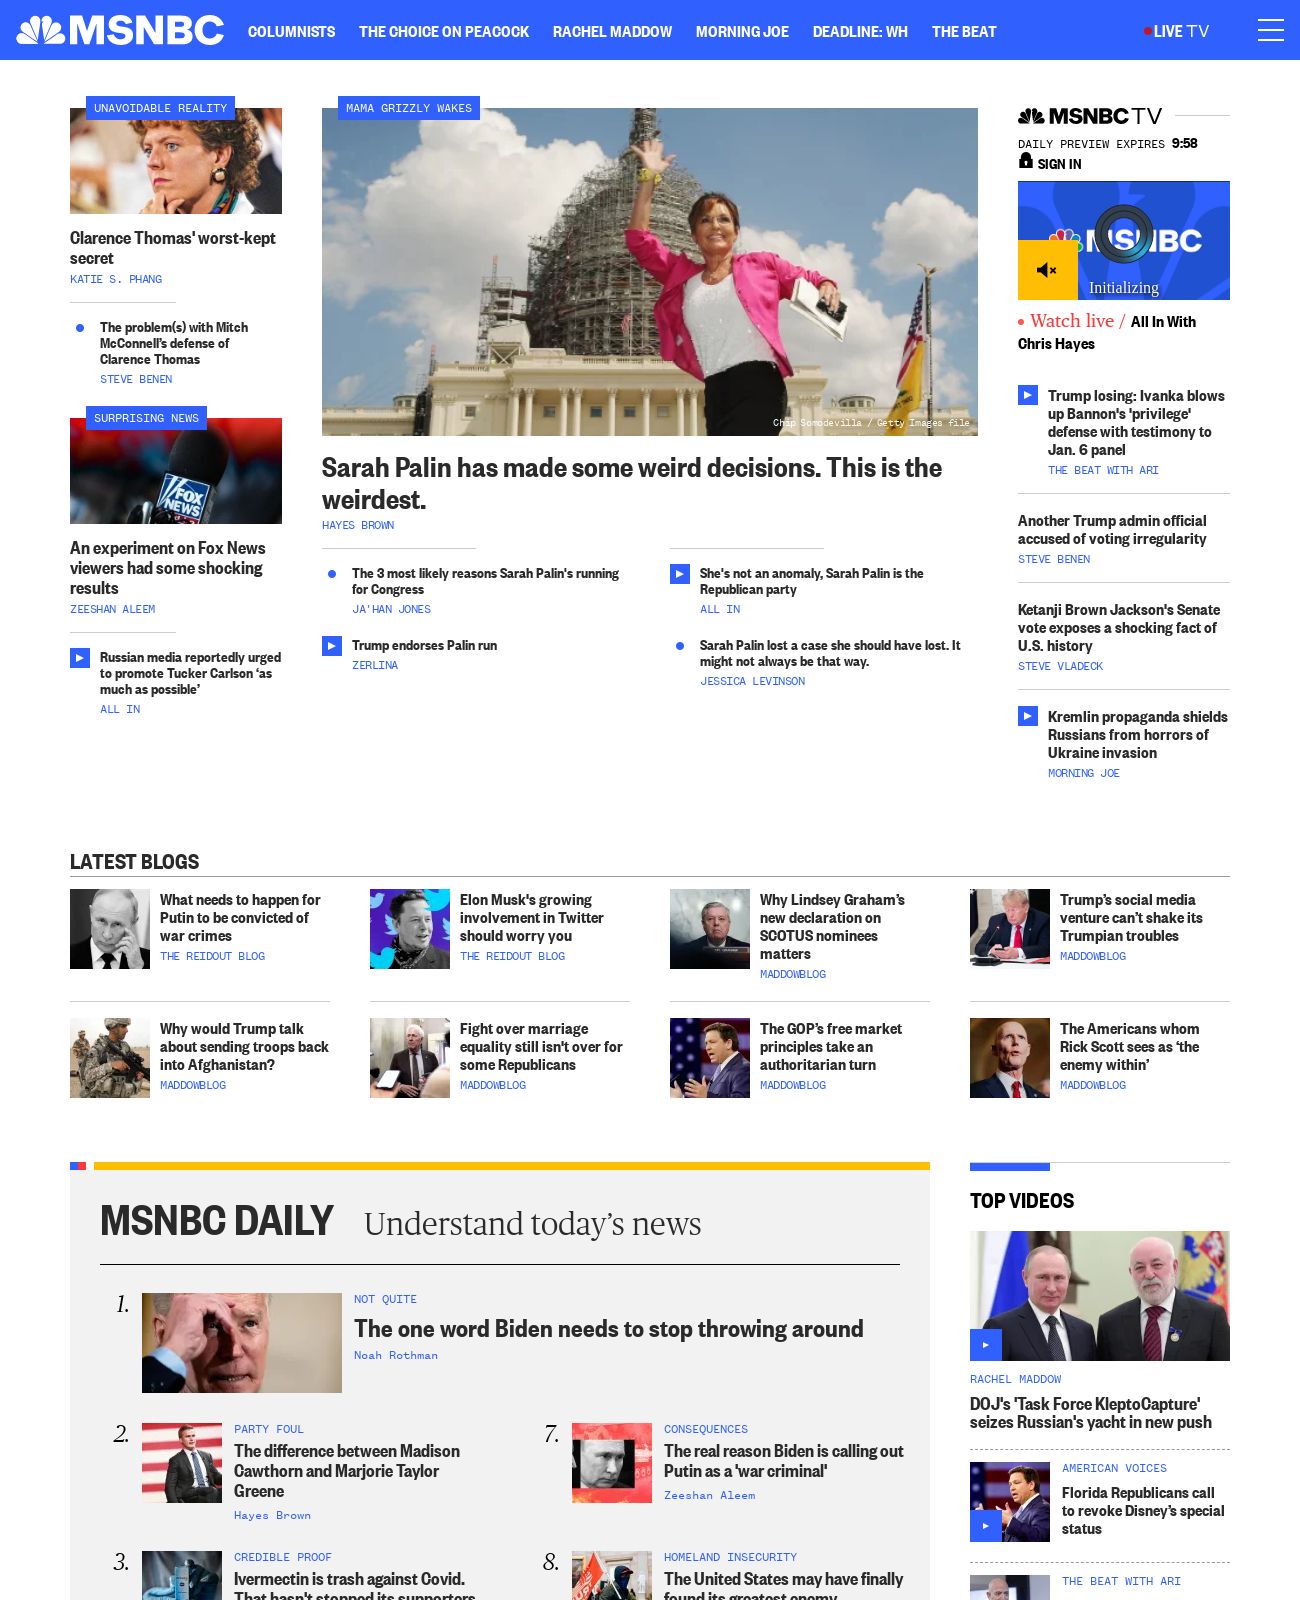 MSNBC
COLUMNISTS
THE CHOICE ON PEACOCK
RACHEL MADDOW
MORNING JOE
DEADLINE: WH
THE BEAT
LIVE TV
UNAVOIDABLE REALITY
Clarence Thomas' worst-kept
secret
KATIE S. PHANG
The problem(s) with Mitch
McConnell’s defense of
Clarence Thomas
STEVE BENEN
SURPRISING NEWS
FOX
NEWS
An experiment on Fox News
viewers had some shocking
results
ZEESHAN ALEEM
Russian media reportedly urged
to promote Tucker Carlson ‘as
much as possible’
ALL IN
MAMA GRIZZLY WAKES
Chip Somodevilla / Getty Images file
Sarah Palin has made some weird decisions. This is the
weirdest.
HAYES BROWN
The 3 most likely reasons Sarah Palin's running
for Congress
JA'HAN JONES
Trump endorses Palin run
ZERLINA
She's not an anomaly, Sarah Palin is the
Republican party
ALL IN
Sarah Palin lost a case she should have lost. It
might not always be that way.
JESSICA LEVINSON
MSNBC TV
DAILY PREVIEW EXPIRES 9:58
SIGN IN
MSNBC
Initializing
Watch live / All In With
Chris Hayes
Trump losing: Ivanka blows
up Bannon's 'privilege'
defense with testimony to
Jan. 6 panel
THE BEAT WITH ARI
Another Trump admin official
accused of voting irregularity
STEVE BENEN
Ketanji Brown Jackson's Senate
vote exposes a shocking fact of
U.S. history
STEVE VLADECK
Kremlin propaganda shields
Russians from horrors of
Ukraine invasion
MORNING JOE
LATEST BLOGS
What needs to happen for
Putin to be convicted of
war crimes
THE REIDOUT BLOG
Elon Musk's growing
involvement in Twitter
should worry you
THE REIDOUT BLOG
Why Lindsey Graham’s
new declaration on
SCOTUS nominees
matters
MADDOWBLOG
Trump’s social media
venture can’t shake its
Trumpian troubles
MADDOWBLOG
Why would Trump talk
about sending troops back
into Afghanistan?
MADDOWBLOG
Fight over marriage
equality still isn't over for
some Republicans
MADDOWBLOG
The GOP’s free market
principles take an
authoritarian turn
MADDOWBLOG
The Americans whom
Rick Scott sees as ‘the
enemy within’
MADDOWBLOG
MSNBC DAILY
Understand today’s news
1.
NOT QUITE
The one word Biden needs to stop throwing around
Noah Rothman
2.
PARTY FOUL
The difference between Madison
Cawthorn and Marjorie Taylor
Greene
Hayes Brown
7.
CONSEQUENCES
The real reason Biden is calling out
Putin as a 'war criminal'
Zeeshan Aleem
3.
CREDIBLE PROOF
Ivermectin is trash against Covid.
That hasn't stopped its supporters
8.
HOMELAND INSECURITY
The United States may have finally
found its greatest enemy
TOP VIDEOS
RACHEL MADDOW
DOJ's 'Task Force KleptoCapture'
seizes Russian's yacht in new push
AMERICAN VOICES
Florida Republicans call
to revoke Disney’s special
status
THE BEAT WITH ARI